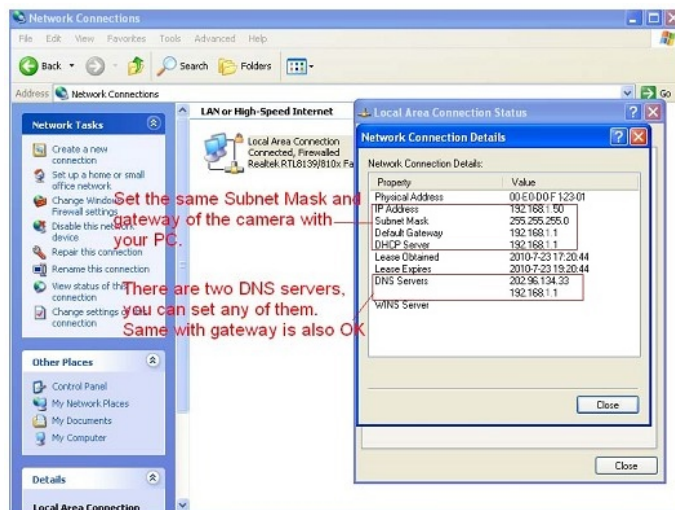 Network Connections
File Edit View Favorites Tools Advanced Help
Back Search Folders
Address Network Connections Go
Network Tasks
Create a new
connection
Set up a home or small
office network
Change Windows
Firewall settings
Disable this network
device
Repair this connection
Rename this connection
View status of this
connection
Change settings of this
connection
Other Places
Control Panel
My Network Places
My Documents
My Computer
Details
Local Area Connection
LAN or High-Speed Internet
Local Area Connection
Connected, Firewalled
Realtek RTL8139/810x Fa
Set the same Subnet Mask and
gateway of the camera with
your PC.
There are two DNS servers,
you can set any of them.
Same with gateway is also OK
Local Area Connection Status
Network Connection Details
Network Connection Details:
Property Value
Physical Address 00-E0-D0-F1-23-01
IP Address 192.168.1.50
Subnet Mask 255.255.255.0
Default Gateway 192.168.1.1
DHCP Server 192.168.1.1
Lease Obtained 2010-7-23 17:20:44
Lease Expires 2010-7-23 19:20:44
DNS Servers 202.96.134.33
192.168.1.1
WINS Server
Close
Close